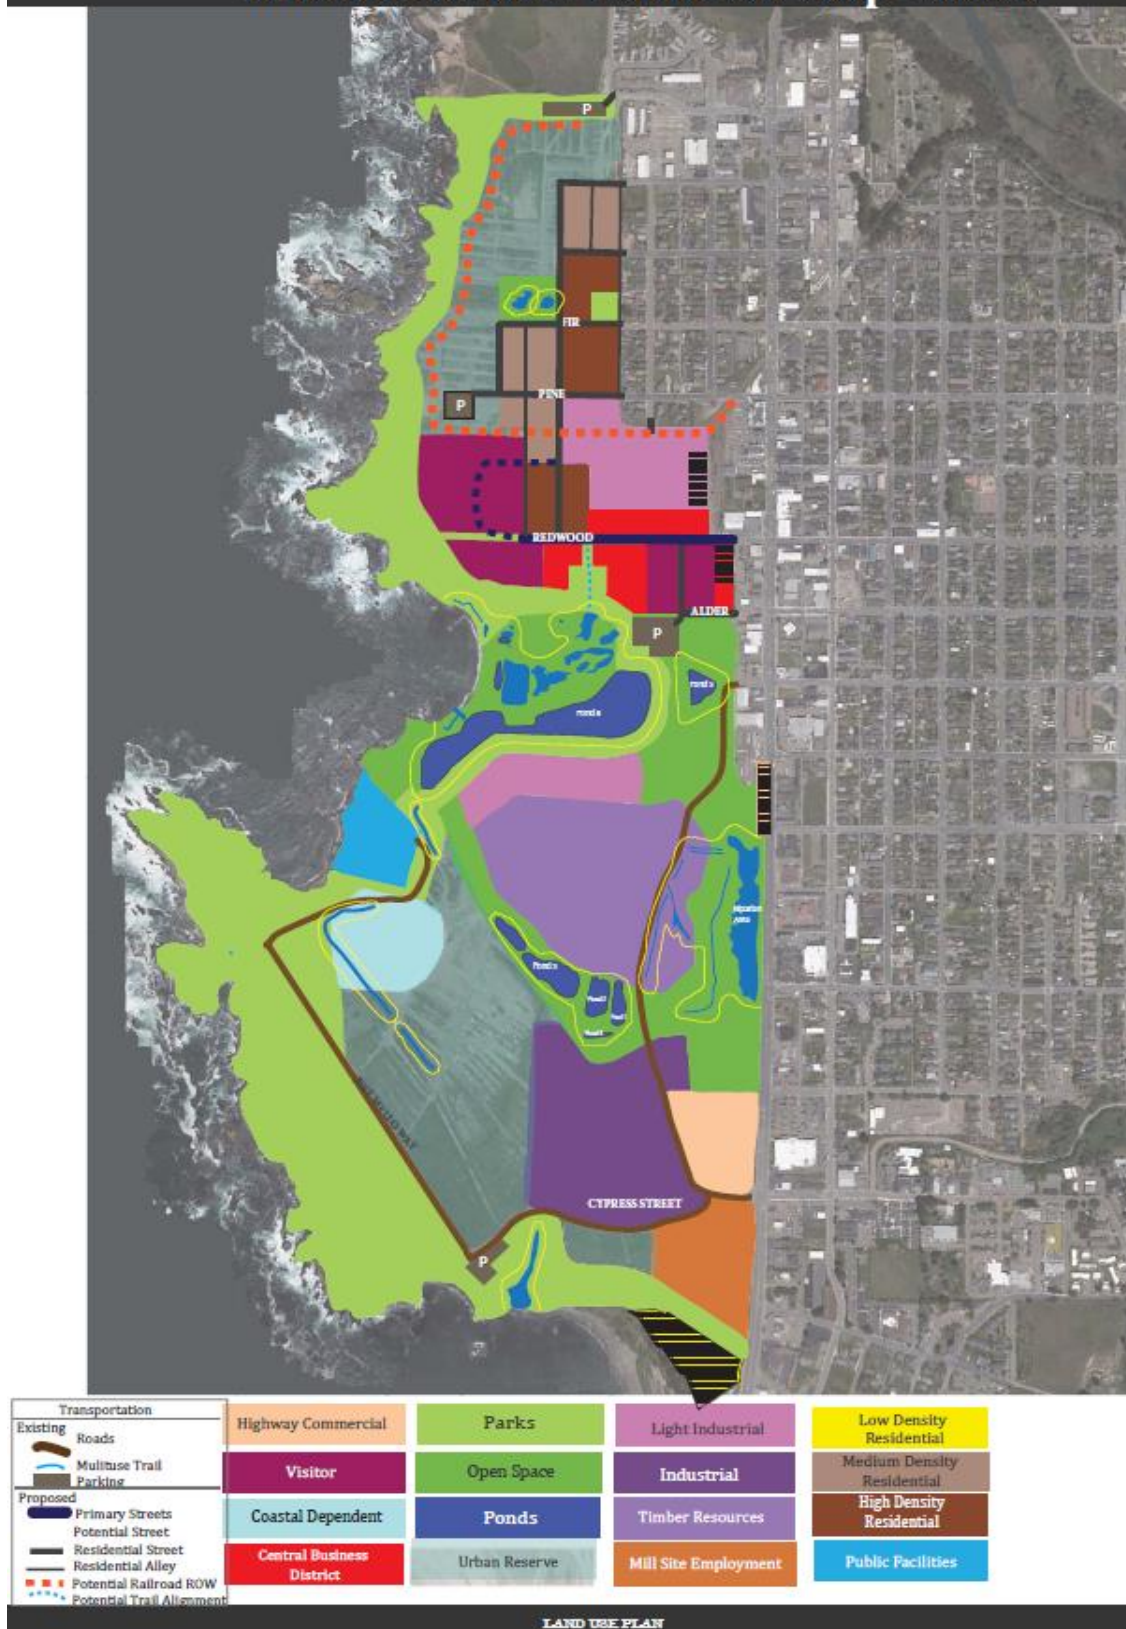 P
FIR
PINE
P
REDWOOD
ALDER
P
CYPRESS STREET
P
Transportation
Existing
Roads
Mulituse Trail
Parking
Proposed
Primary Streets
Potential Street
Residential Street
Residential Alley
Potential Railroad ROW
Potential Trail Alignment
Highway Commercial
Parks
Light Industrial
Low Density
Residential
Visitor
Open Space
Industrial
Medium Density
Residential
Coastal Dependent
Ponds
Timber Resources
High Density
Residential
Central Business
District
Urban Reserve
Mill Site Employment
Public Facilities
LAND USE PLAN